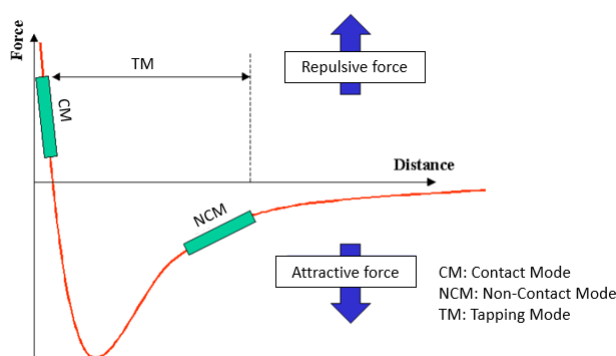 Force
TM
Repulsive force
CM
Distance
NCM
Attractive force
CM: Contact Mode
NCM: Non-Contact Mode
TM: Tapping Mode